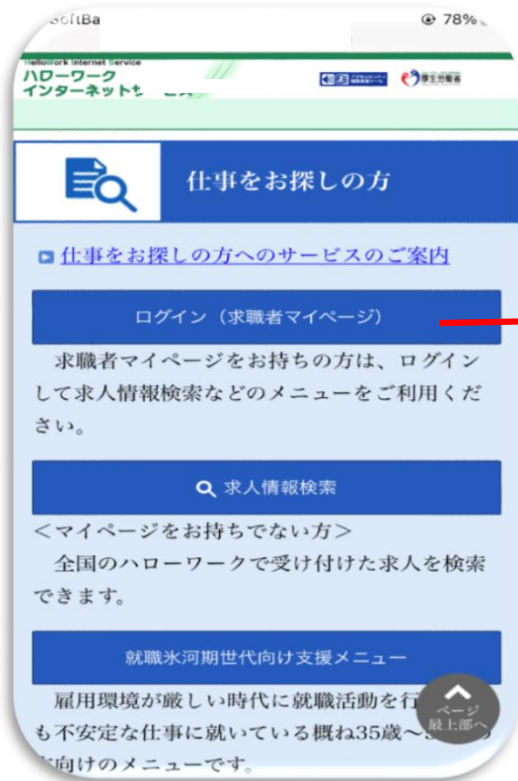 78%
HelloWork Internet Service
ハローワーク
インターネット
厚生労働省
仕事をお探しの方
仕事をお探しの方へのサービスのご案内
ログイン（求職者マイページ）
求職者マイページをお持ちの方は、ログイン
して求人情報検索などのメニューをご利用くだ
さい。
求人情報検索
＜マイページをお持ちでない方＞
全国のハローワークで受け付けた求人を検索
できます。
就職氷河期世代向け支援メニュー
雇用環境が厳しい時代に就職活動を行
も不安定な仕事に就いている概ね35歳～
方向けのメニューです。
ページ
最上部へ